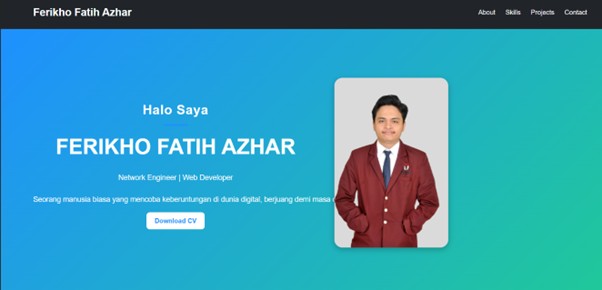 Ferikho Fatih Azhar
About Skills Projects Contact
Halo Saya
FERIKHO FATIH AZHAR
Network Engineer | Web Developer
Seorang manusia biasa yang mencoba keberuntungan di dunia digital, berjuang demi masa
Download CV